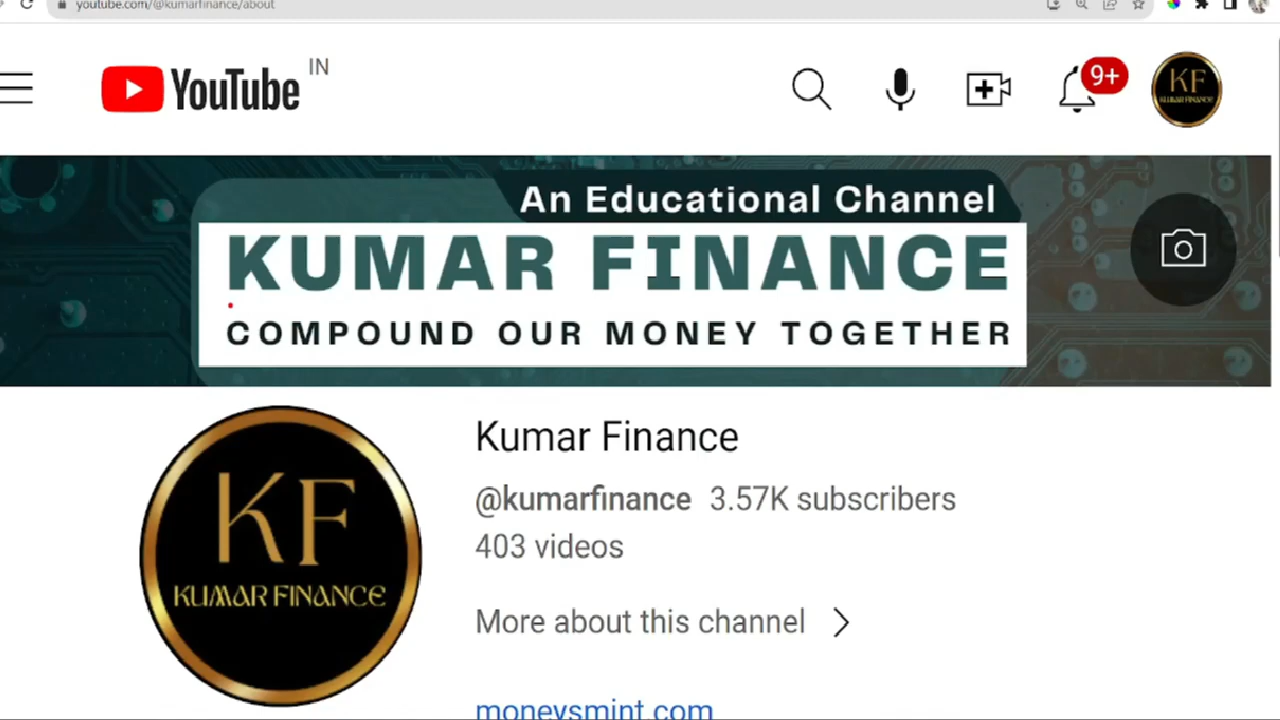 youtube.com/@kumarfinance/about
YouTube IN
9+
KF
KUMAR FINANCE
An Educational Channel
KUMAR FINANCE
COMPOUND OUR MONEY TOGETHER
KF
KUMAR FINANCE
Kumar Finance
@kumarfinance 3.57K subscribers
403 videos
More about this channel
moneysmint.com